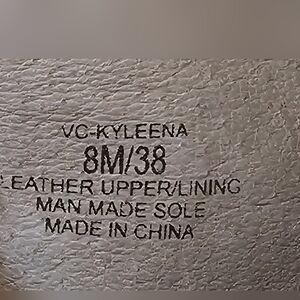 VC-KYLEENA
8M/38
LEATHER UPPER/LINING
MAN MADE SOLE
MADE IN CHINA